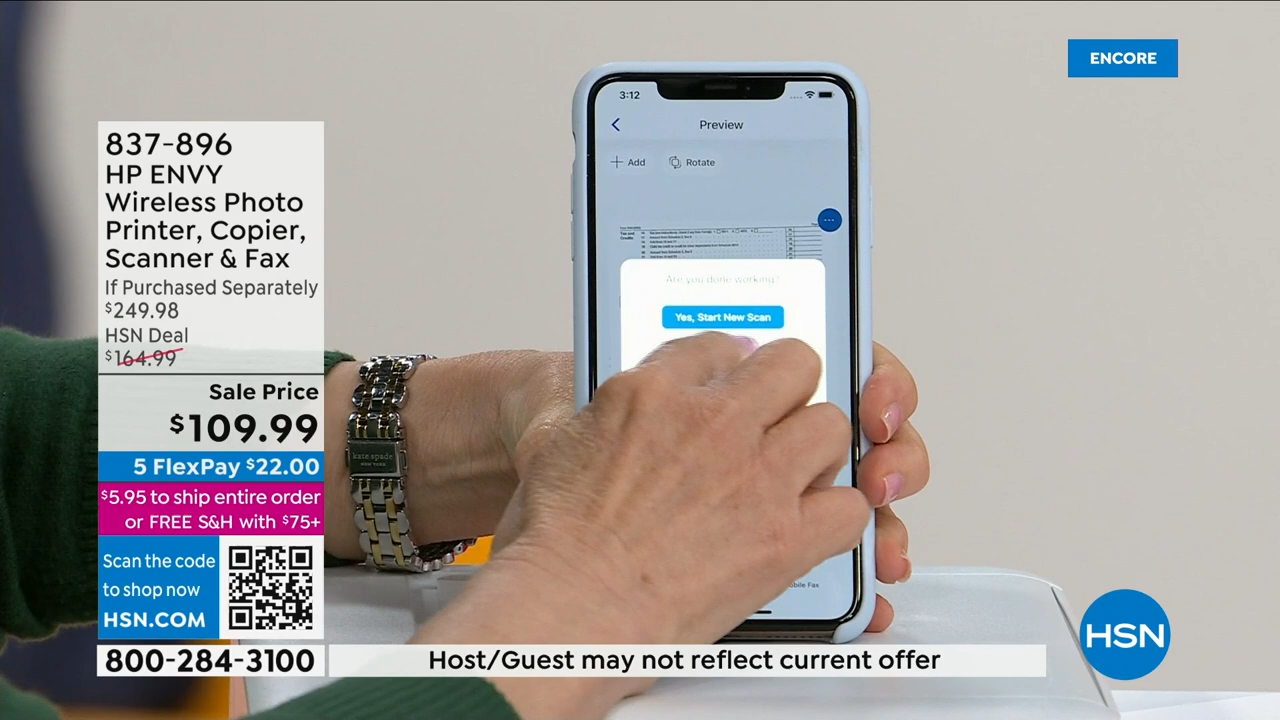 ENCORE
837-896
HP ENVY
Wireless Photo
Printer, Copier,
Scanner & Fax
If Purchased Separately
$249.98
HSN Deal
$164.99
Sale Price
$109.99
5 FlexPay $22.00
$5.95 to ship entire order
or FREE S&H with $75+
Scan the code
to shop now
HSN.COM
800-284-3100
Host/Guest may not reflect current offer
HSN
3:12
Preview
Add
Rotate
Are you done working?
Yes, Start New Scan
Fax
kate spade
NEW YORK